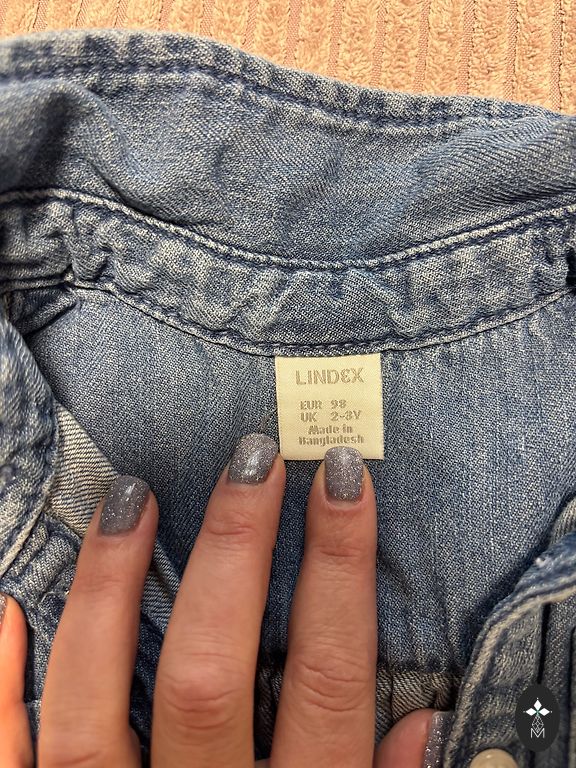 LINDEX
EUR 98
UK 2-3Y
Made in
Bangladesh